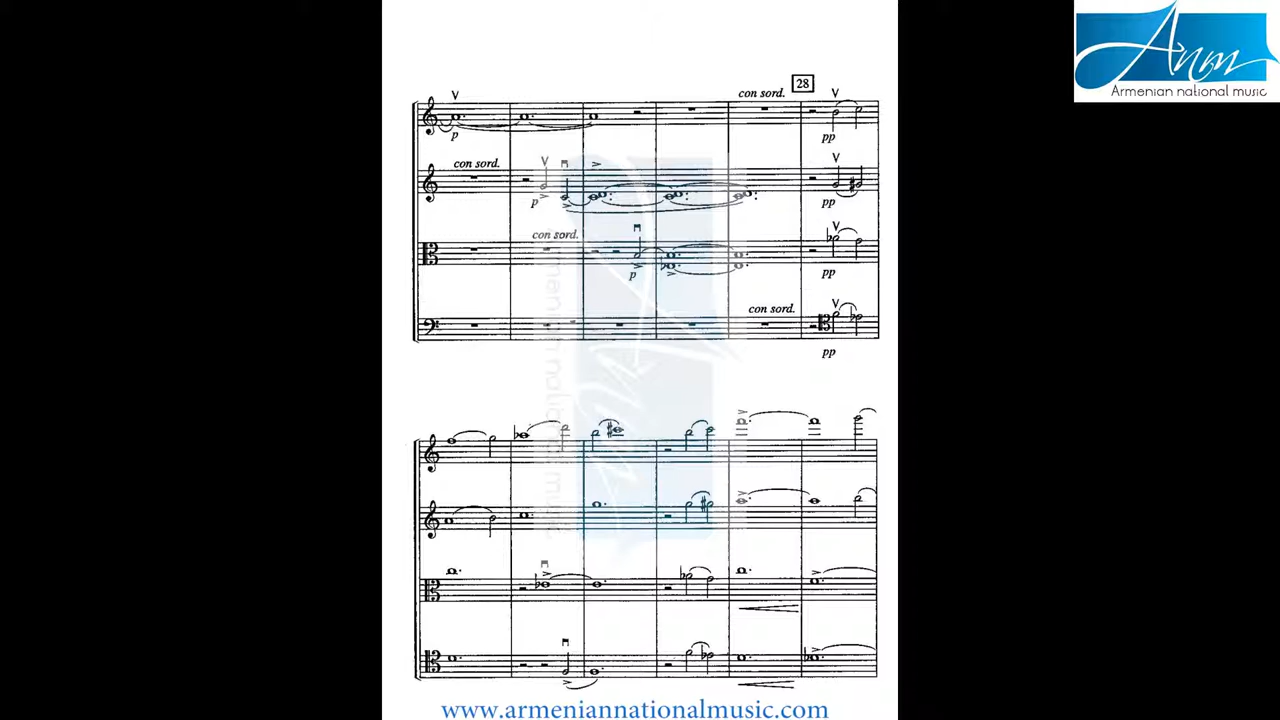 Anm
Armenian national music
con sord. 28
p
pp
con sord.
p
pp
con sord.
p
pp
con sord.
pp
www.armeniannationalmusic.com